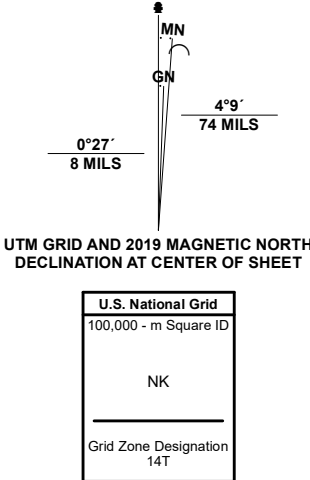 MN
GN
4°9´
74 MILS
0°27´
8 MILS
UTM GRID AND 2019 MAGNETIC NORTH
DECLINATION AT CENTER OF SHEET
U.S. National Grid
100,000 - m Square ID
NK
Grid Zone Designation
14T